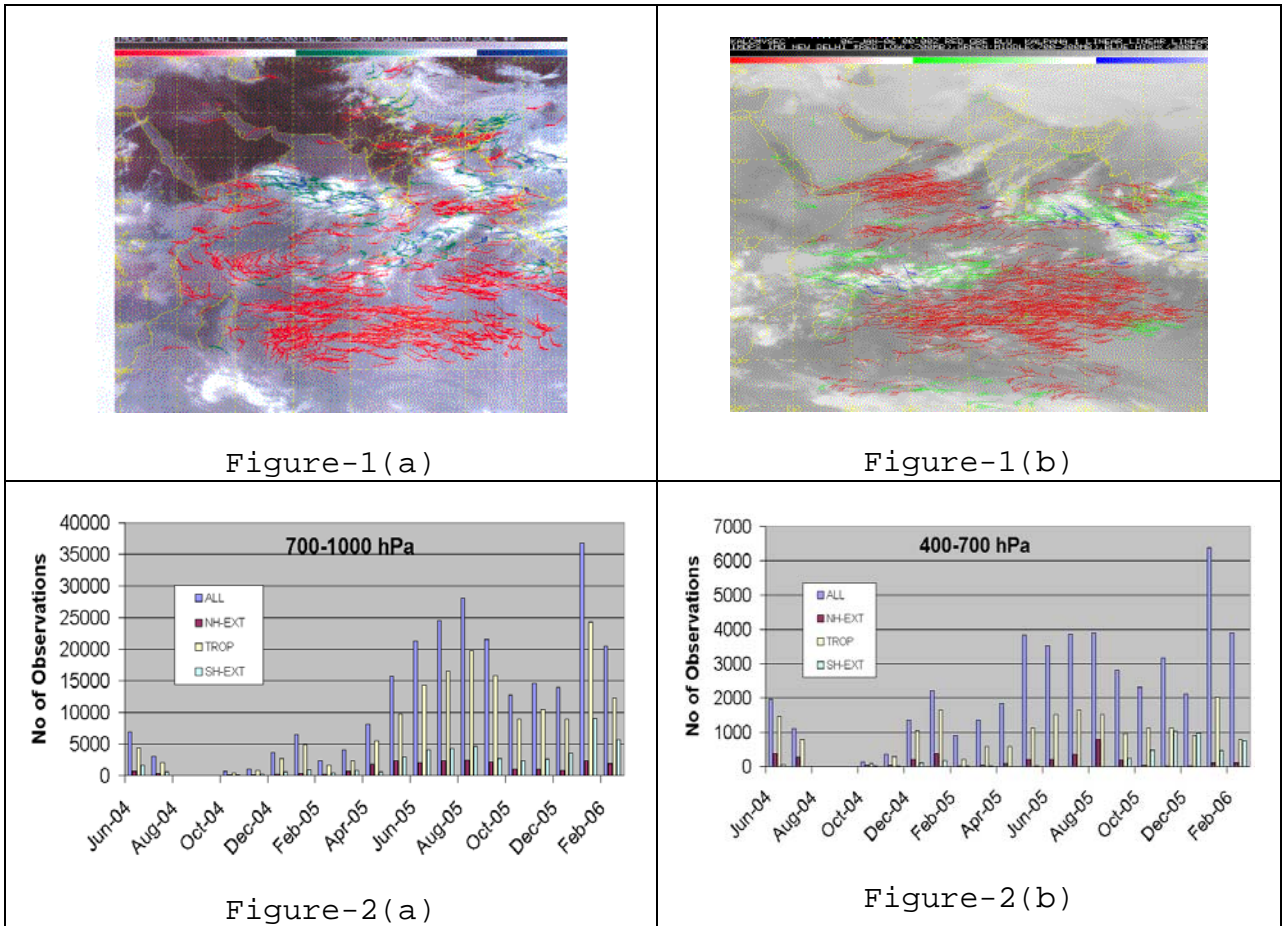 Figure-1(a)
IMDPS IMD NEW DELHI
Figure-1(b)
40000
35000
30000
25000
20000
15000
10000
5000
0
No of Observations
700-1000 hPa
ALL
NH-EXT
TROP
SH-EXT
Jun-04
Aug-04
Oct-04
Dec-04
Feb-05
Apr-05
Jun-05
Aug-05
Oct-05
Dec-05
Feb-06
Figure-2(a)
7000
6000
5000
4000
3000
2000
1000
0
No of Observations
400-700 hPa
ALL
NH-EXT
TROP
SH-EXT
Jun-04
Aug-04
Oct-04
Dec-04
Feb-05
Apr-05
Jun-05
Aug-05
Oct-05
Dec-05
Feb-06
Figure-2(b)